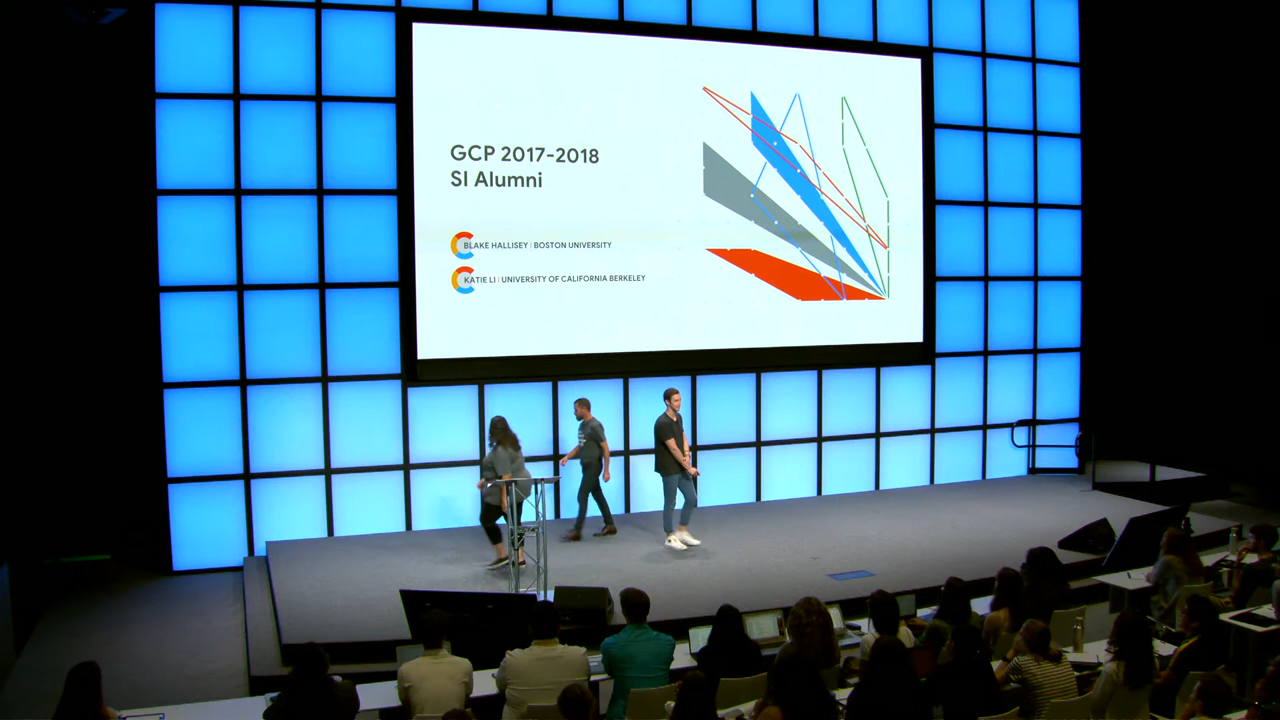 GCP 2017-2018
SI Alumni
BLAKE HALLISEY | BOSTON UNIVERSITY
KATIE LI | UNIVERSITY OF CALIFORNIA BERKELEY